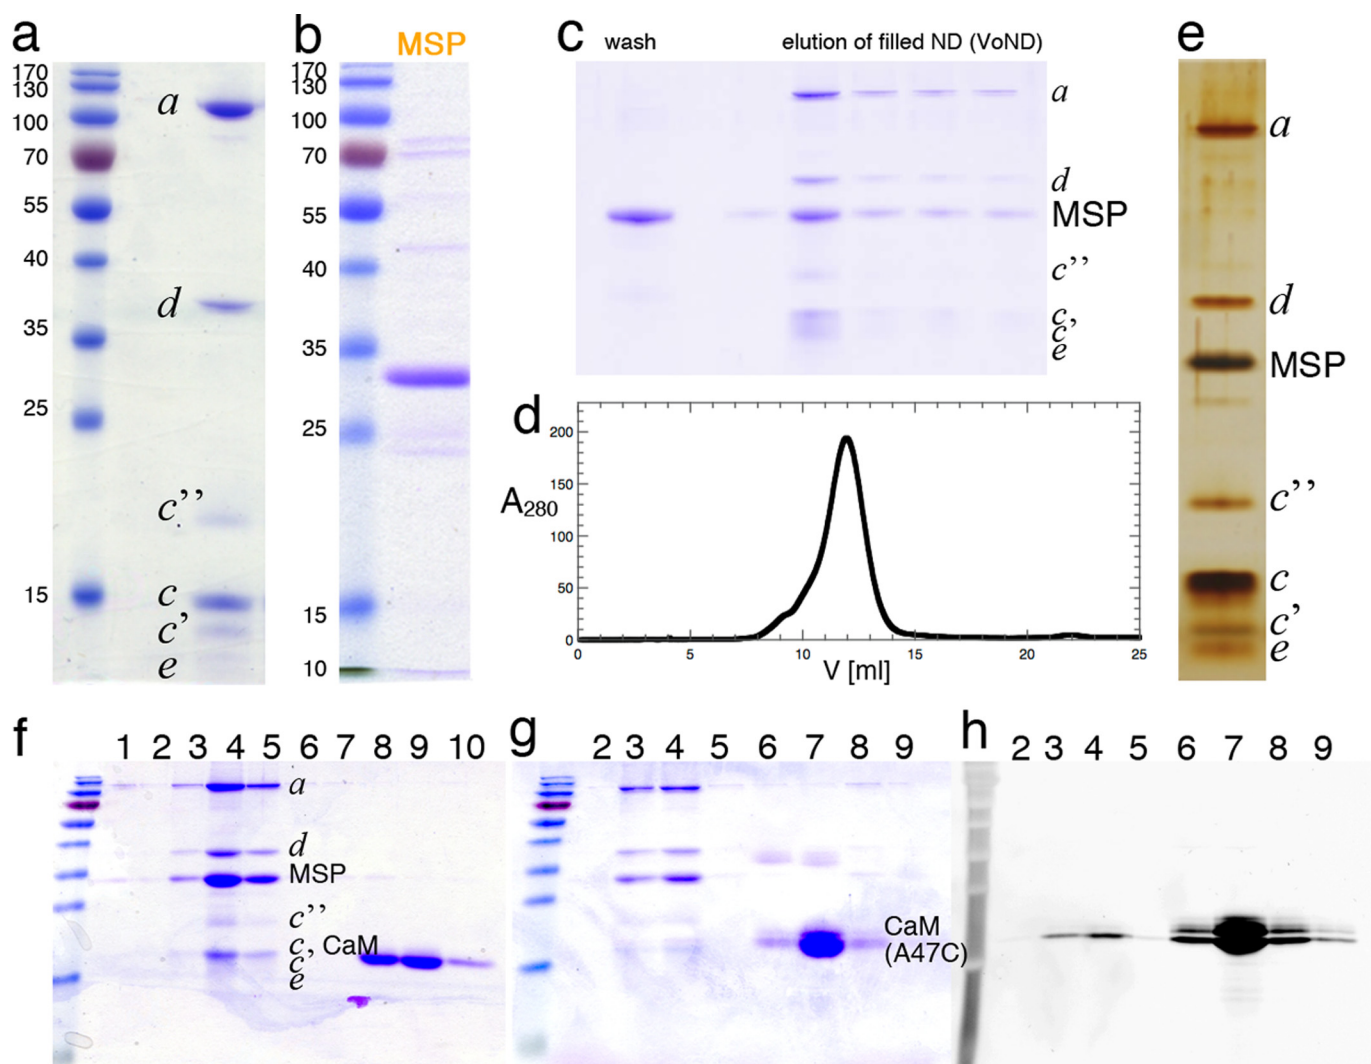 a
170
130
100
70
55
40
35
25
15
a
d
c’’
c
c’
e
b
MSP
170
130
100
70
55
40
35
25
15
10
c
wash
elution of filled ND (VoND)
a
d
MSP
c’’
c,
c’
e
d
A280
200
150
100
50
0
0 5 10 15 20 25
V [ml]
e
a
d
MSP
c’’
c
c’
e
f
1 2 3 4 5 6 7 8 9 10
a
d
MSP
c’’
c, CaM
c
e
g
2 3 4 5 6 7 8 9
CaM
(A47C)
h
2 3 4 5 6 7 8 9